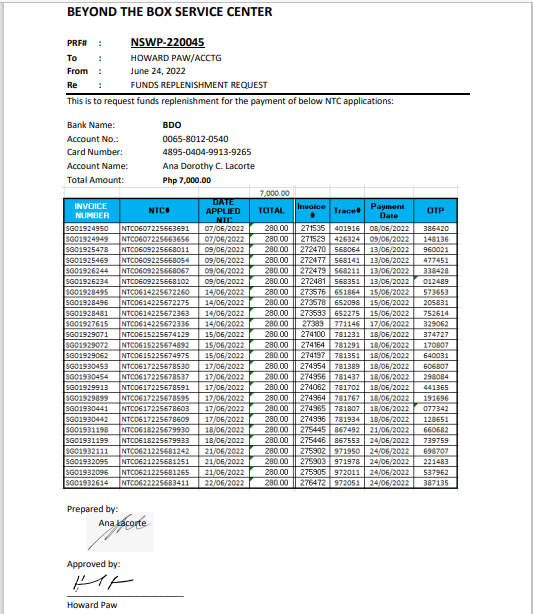 BEYOND THE BOX SERVICE CENTER
PRF# : NSWP-220045
To : HOWARD PAW/ACCTG
From : June 24, 2022
Re : FUNDS REPLENISHMENT REQUEST
This is to request funds replenishment for the payment of below NTC applications:
Bank Name: BDO
Account No.: 0065-8012-0540
Card Number: 4895-0404-9913-9265
Account Name: Ana Dorothy C. Lacorte
Total Amount: Php 7,000.00
7,000.00
INVOICE NUMBER NTC# DATE APPLIED NTC TOTAL Invoice # Trace# Payment Date OTP
SG01924950 NTC0607225663691 07/06/2022 280.00 271535 401916 08/06/2022 386420
SG01924949 NTC0607225663656 07/06/2022 280.00 271529 426324 09/06/2022 148136
SG01925478 NTC0609225668011 09/06/2022 280.00 272470 568064 13/06/2022 960021
SG01925469 NTC0609225668054 09/06/2022 280.00 272477 568141 13/06/2022 477451
SG01926244 NTC0609225668067 09/06/2022 280.00 272479 568211 13/06/2022 338428
SG01926234 NTC0609225668102 09/06/2022 280.00 272481 568351 13/06/2022 012489
SG01928495 NTC0614225672260 14/06/2022 280.00 273576 651864 15/06/2022 573653
SG01928496 NTC0614225672275 14/06/2022 280.00 273578 652098 15/06/2022 205831
SG01928481 NTC0614225672363 14/06/2022 280.00 273593 652275 15/06/2022 752614
SG01927615 NTC0614225672336 14/06/2022 280.00 27389 771146 17/06/2022 329062
SG01929071 NTC0615225674129 15/06/2022 280.00 274100 781231 18/06/2022 374727
SG01929072 NTC0615225674892 15/06/2022 280.00 274164 781291 18/06/2022 170807
SG01929062 NTC0615225674975 15/06/2022 280.00 274197 781351 18/06/2022 640031
SG01930453 NTC0617225678530 17/06/2022 280.00 274954 781389 18/06/2022 606807
SG01930454 NTC0617225678537 17/06/2022 280.00 274956 781437 18/06/2022 298084
SG01929913 NTC0617225678591 17/06/2022 280.00 274062 781702 18/06/2022 441365
SG01929899 NTC0617225678595 17/06/2022 280.00 274964 781767 18/06/2022 191696
SG01930441 NTC0617225678603 17/06/2022 280.00 274965 781807 18/06/2022 077342
SG01930442 NTC0617225678609 17/06/2022 280.00 274996 781934 18/06/2022 128651
SG01931198 NTC0618225679930 18/06/2022 280.00 275445 867492 21/06/2022 660682
SG01931199 NTC0618225679933 18/06/2022 280.00 275446 867553 24/06/2022 739759
SG01932111 NTC0621225681242 21/06/2022 280.00 275902 971950 24/06/2022 698707
SG01932095 NTC0621225681251 21/06/2022 280.00 275903 971978 24/06/2022 221483
SG01932096 NTC0621225681265 21/06/2022 280.00 275905 972011 24/06/2022 537962
SG01932614 NTC0622225683411 22/06/2022 280.00 276472 972051 24/06/2022 387135
Prepared by:
Ana Lacorte
Approved by:
Howard Paw